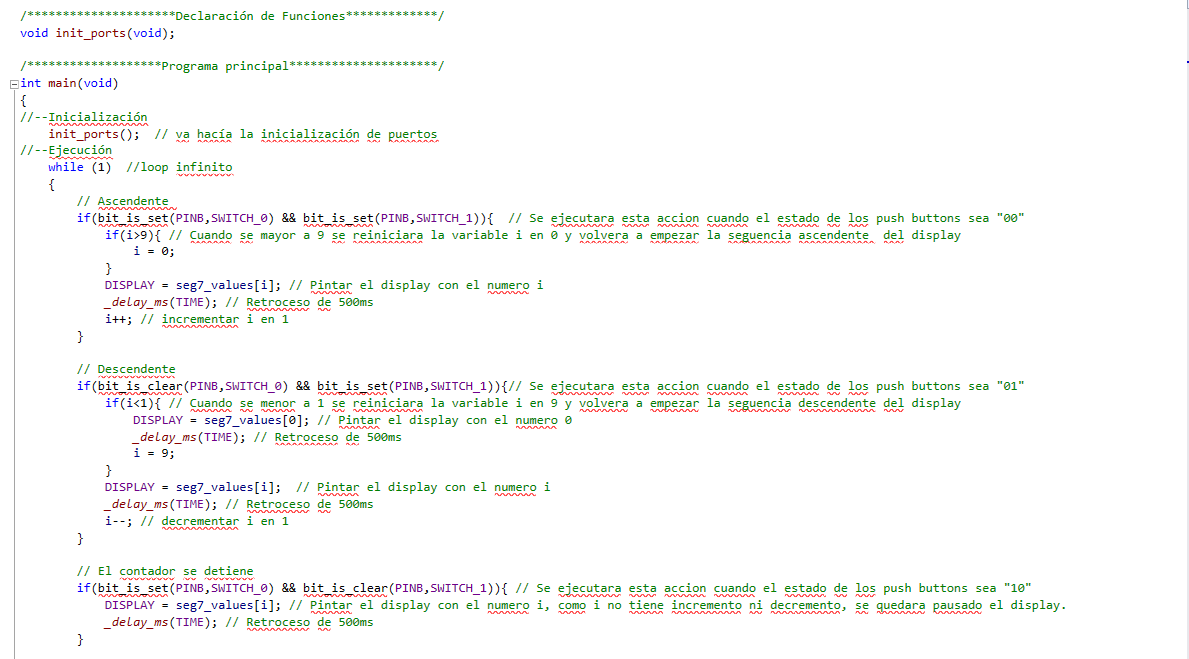 /*********************Declaración de Funciones*************/
void init_ports(void);
/*******************Programa principal*********************/
int main(void)
{
//--Inicialización
init_ports();  // va hacía la inicialización de puertos
//--Ejecución
while (1)  //loop infinito
{
// Ascendente
if(bit_is_set(PINB,SWITCH_0) && bit_is_set(PINB,SWITCH_1)){  // Se ejecutara esta accion cuando el estado de los push buttons sea "00"
if(i>9){ // Cuando se mayor a 9 se reiniciara la variable i en 0 y volvera a empezar la seguencia ascendente  del display
i = 0;
}
DISPLAY = seg7_values[i]; // Pintar el display con el numero i
_delay_ms(TIME); // Retroceso de 500ms
i++; // incrementar i en 1
}
// Descendente
if(bit_is_clear(PINB,SWITCH_0) && bit_is_set(PINB,SWITCH_1)){// Se ejecutara esta accion cuando el estado de los push buttons sea "01"
if(i<1){ // Cuando se menor a 1 se reiniciara la variable i en 9 y volvera a empezar la seguencia descendente del display
DISPLAY = seg7_values[0]; // Pintar el display con el numero 0
_delay_ms(TIME); // Retroceso de 500ms
i = 9;
}
DISPLAY = seg7_values[i];  // Pintar el display con el numero i
_delay_ms(TIME); // Retroceso de 500ms
i--; // decrementar i en 1
}
// El contador se detiene
if(bit_is_set(PINB,SWITCH_0) && bit_is_clear(PINB,SWITCH_1)){ // Se ejecutara esta accion cuando el estado de los push buttons sea "10"
DISPLAY = seg7_values[i]; // Pintar el display con el numero i, como i no tiene incremento ni decremento, se quedara pausado el display.
_delay_ms(TIME); // Retroceso de 500ms
}